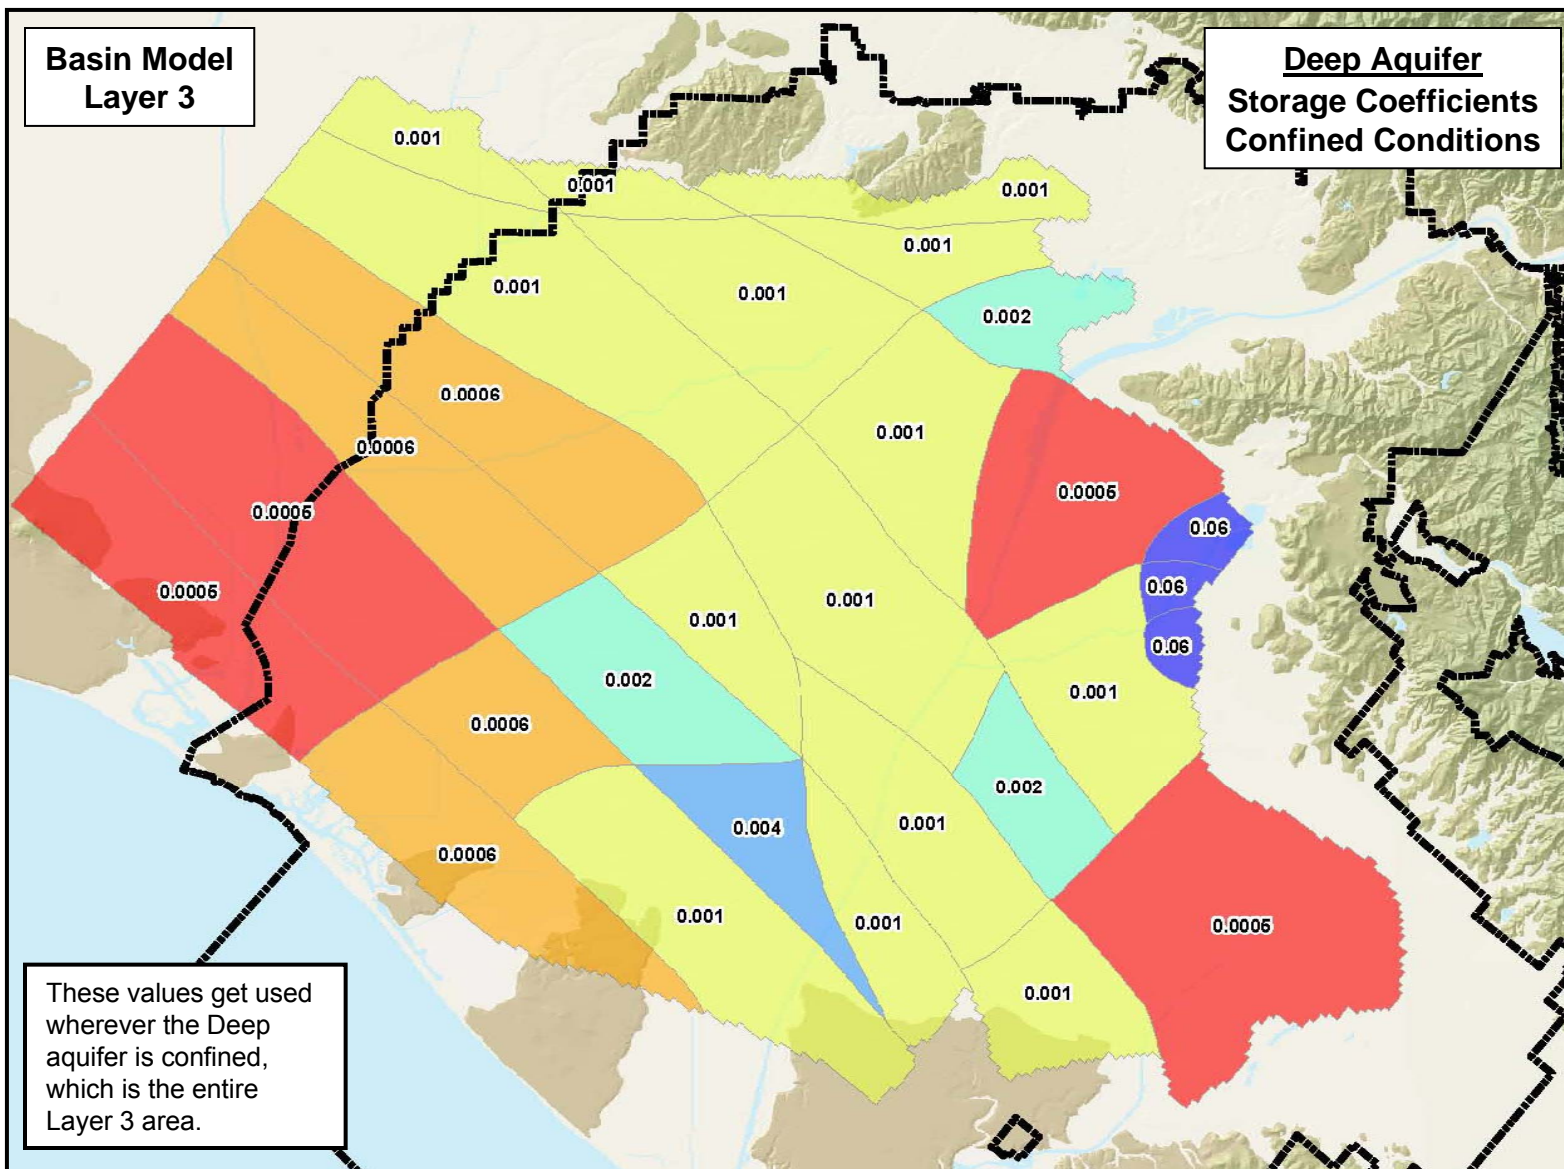 Basin Model
Layer 3
Deep Aquifer
Storage Coefficients
Confined Conditions
0.001
0.001
0.001
0.001
0.001
0.001
0.002
0.0006
0.001
0.0006
0.0005
0.0005
0.06
0.0005
0.06
0.001
0.001
0.06
0.002
0.001
0.0006
0.002
0.004
0.001
0.0006
0.001
0.001
0.0005
0.001
These values get used
wherever the Deep
aquifer is confined,
which is the entire
Layer 3 area.